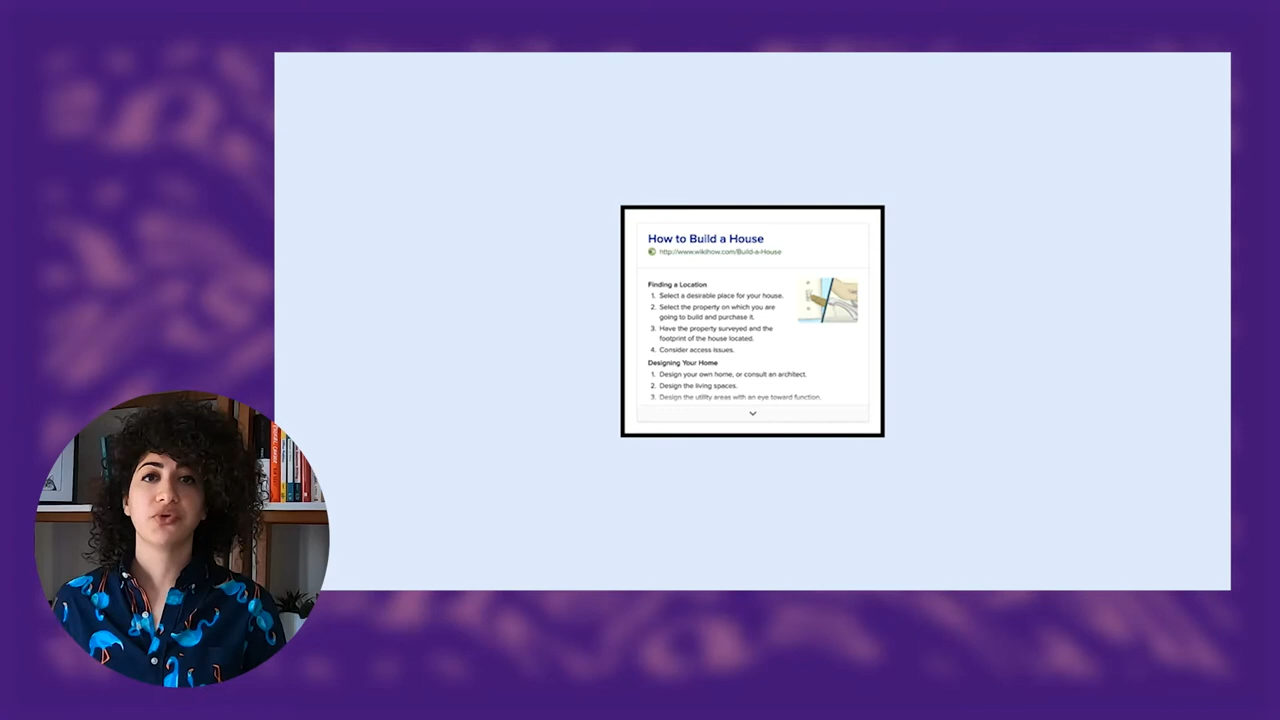 How to Build a House
http://www.wikihow.com/Build-a-House
Finding a Location
1. Select a desirable place for your house.
2. Select the property on which you are
going to build and purchase it.
3. Have the property surveyed and the
footprint of the house located.
4. Consider access issues.
Designing Your Home
1. Design your own home, or consult an architect.
2. Design the living spaces.
3. Design the utility areas with an eye toward function.